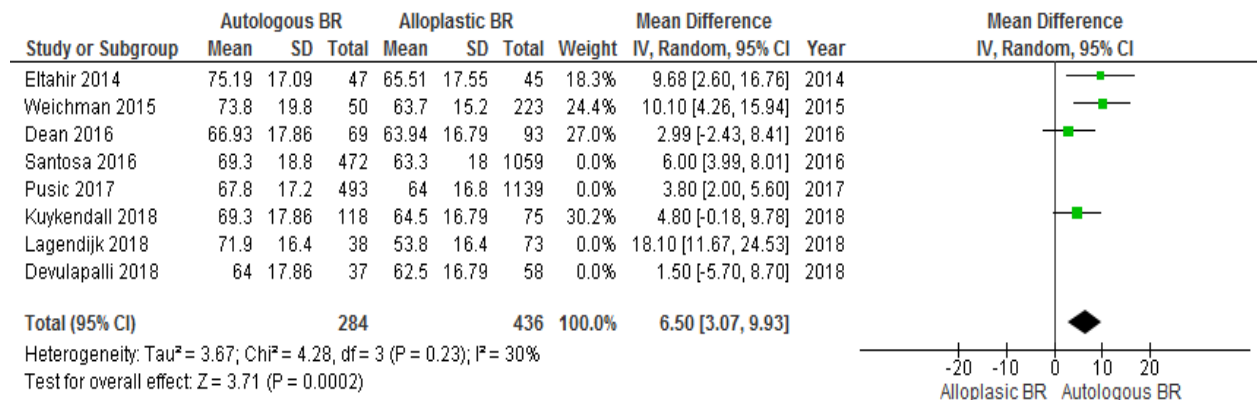 Autologous BR Alloplastic BR Mean Difference Mean Difference
Study or Subgroup Mean SD Total Mean SD Total Weight IV, Random, 95% CI Year IV, Random, 95% CI
Eltahir 2014 75.19 17.09 47 65.51 17.55 45 18.3% 9.68 [2.60, 16.76] 2014
Weichman 2015 73.8 19.8 50 63.7 15.2 223 24.4% 10.10 [4.26, 15.94] 2015
Dean 2016 66.93 17.86 69 63.94 16.79 93 27.0% 2.99 [-2.43, 8.41] 2016
Santosa 2016 69.3 18.8 472 63.3 18 1059 0.0% 6.00 [3.99, 8.01] 2016
Pusic 2017 67.8 17.2 493 64 16.8 1139 0.0% 3.80 [2.00, 5.60] 2017
Kuykendall 2018 69.3 17.86 118 64.5 16.79 75 30.2% 4.80 [-0.18, 9.78] 2018
Lagendijk 2018 71.9 16.4 38 53.8 16.4 73 0.0% 18.10 [11.67, 24.53] 2018
Devulapalli 2018 64 17.86 37 62.5 16.79 58 0.0% 1.50 [-5.70, 8.70] 2018
Total (95% CI) 284 436 100.0% 6.50 [3.07, 9.93]
Heterogeneity: Tau² = 3.67; Chi² = 4.28, df = 3 (P = 0.23); I² = 30%
Test for overall effect: Z = 3.71 (P = 0.0002)
-20 -10 0 10 20
Alloplasic BR Autologous BR